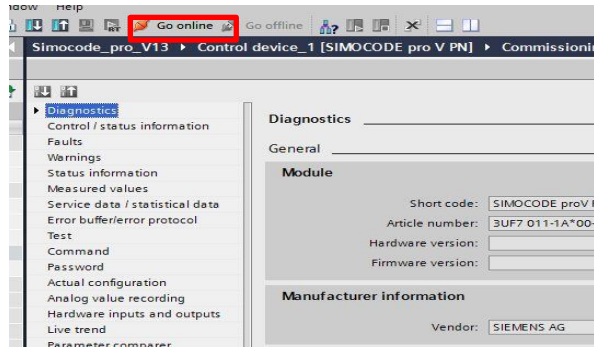 Help
Go online Go offline
Simocode_pro_V13 Control device_1 [SIMOCODE pro V PN]
Diagnostics
Control / status information
Faults
Warnings
Status information
Measured values
Service data / statistical data
Error buffer/error protocol
Test
Command
Password
Actual configuration
Analog value recording
Hardware inputs and outputs
Live trend
Parameter comparer
Diagnostics
General
Module
Short code: SIMOCODE proV
Article number: 3UF7 011-1A*00-
Hardware version:
Firmware version:
Manufacturer information
Vendor: SIEMENS AG